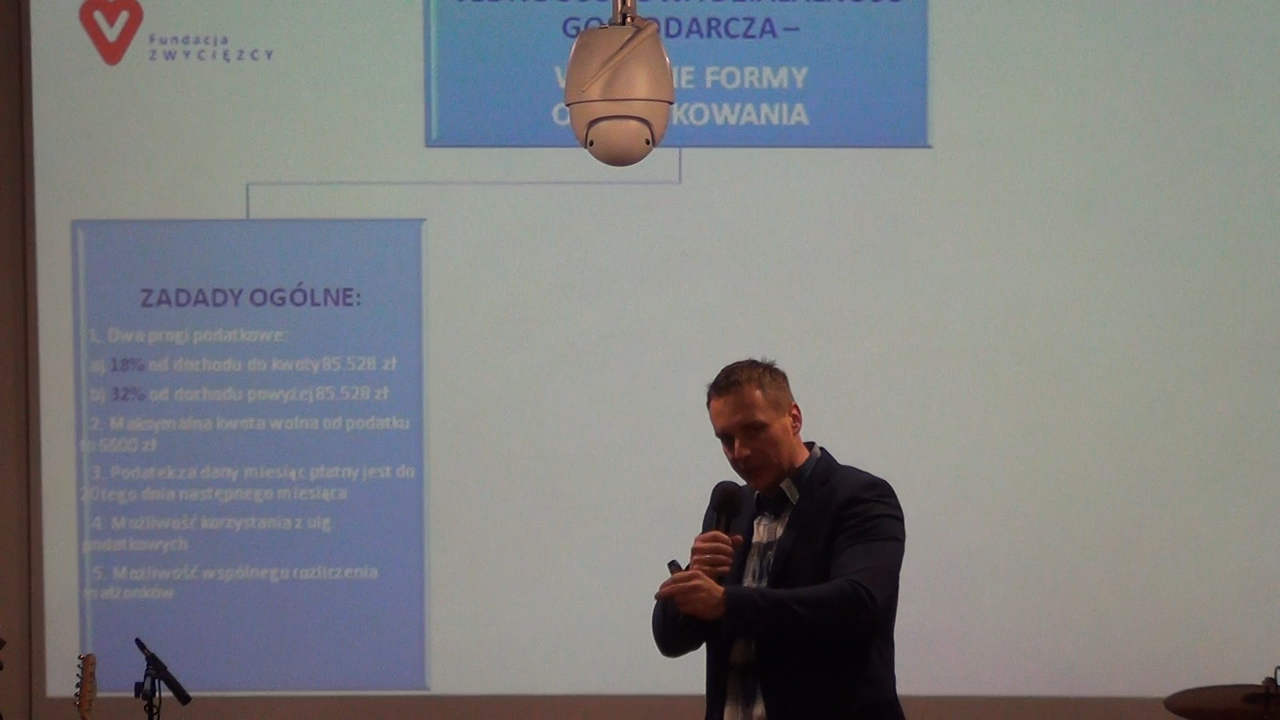 Fundacja
ZWYCIĘZCY
DARCZA –
FORMY
ZADADY OGÓLNE:
1. Dwa progi podatkowe:
a) 18% od dochodu do kwoty 85.528 zł
b) 32% od dochodu powyżej 85.528 zł
2. Maksymalna kwota wolna od podatku
to 6600 zł
3. Podatek za dany miesiąc płatny jest do
20tego dnia następnego miesiąca
4. Możliwość korzystania z ulg
podatkowych
5. Możliwość wspólnego rozliczenia
małżonków